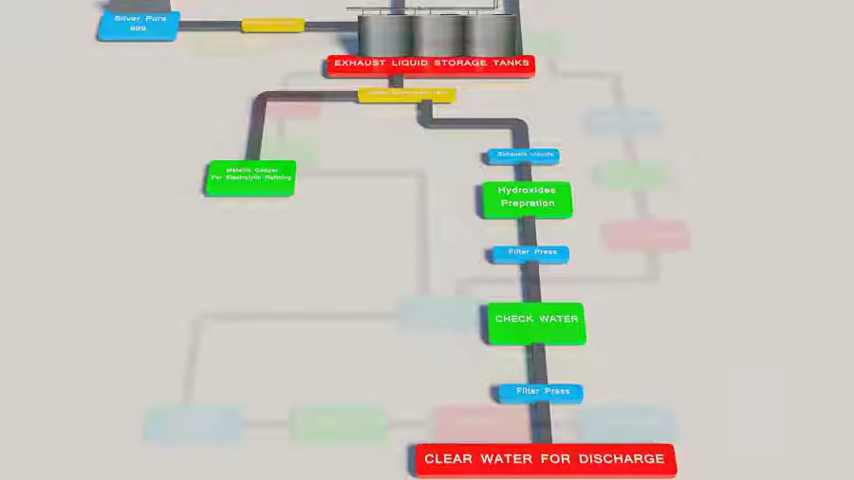 Silver Pure
999
EXHAUST LIQUID STORAGE TANKS
Exhaust Liquids
Metallic Copper
For Electrolytic Refining
Hydroxides
Prepration
Filter Press
CHECK WATER
Filter Press
CLEAR WATER FOR DISCHARGE